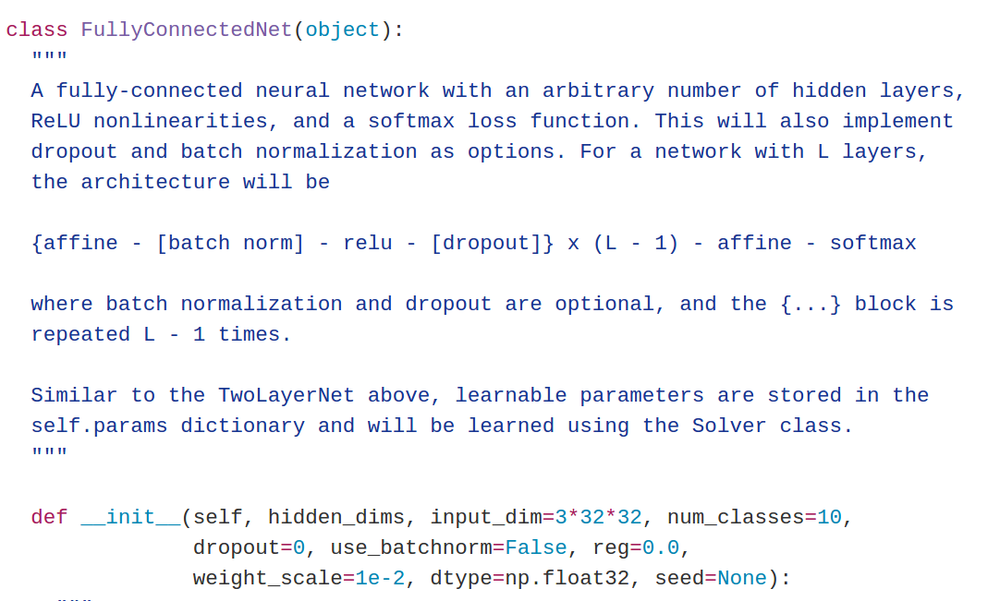 class FullyConnectedNet(object):
  """
  A fully-connected neural network with an arbitrary number of hidden layers,
  ReLU nonlinearities, and a softmax loss function. This will also implement
  dropout and batch normalization as options. For a network with L layers,
  the architecture will be

  {affine - [batch norm] - relu - [dropout]} x (L - 1) - affine - softmax

  where batch normalization and dropout are optional, and the {...} block is
  repeated L - 1 times.

  Similar to the TwoLayerNet above, learnable parameters are stored in the
  self.params dictionary and will be learned using the Solver class.
  """

  def __init__(self, hidden_dims, input_dim=3*32*32, num_classes=10,
               dropout=0, use_batchnorm=False, reg=0.0,
               weight_scale=1e-2, dtype=np.float32, seed=None):
    """